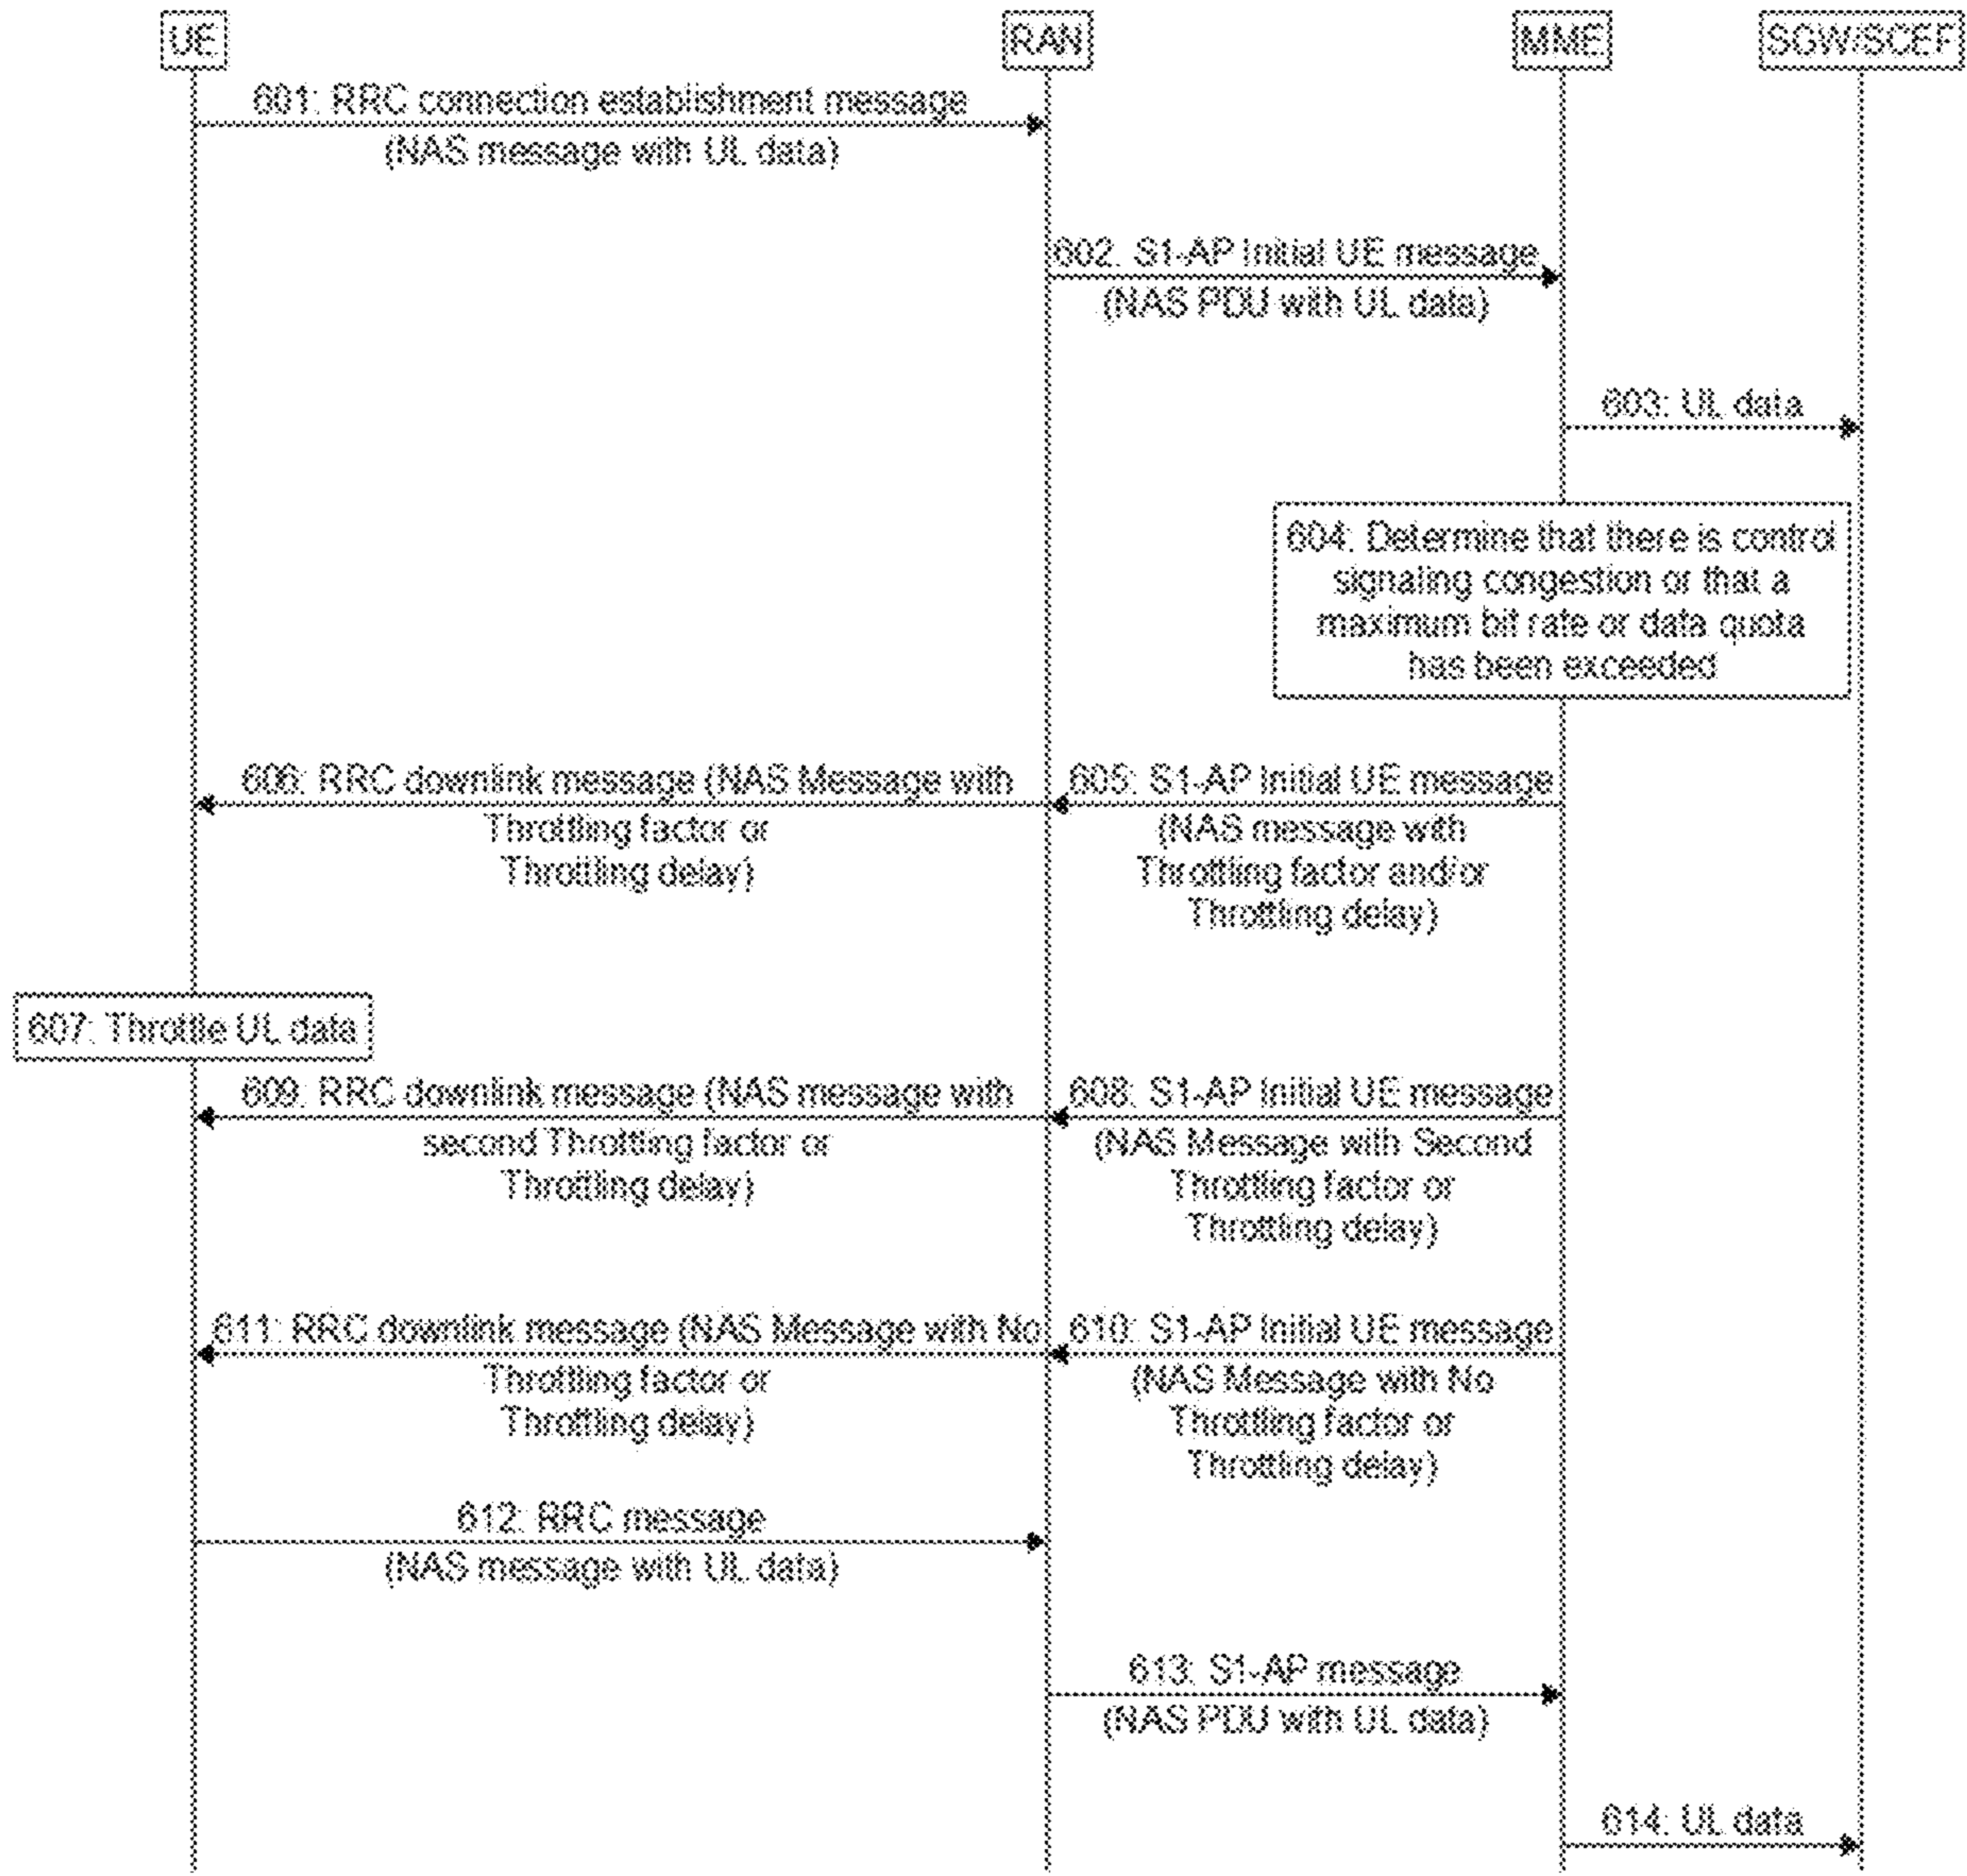 UE
RAN
MME
SGW/SCEF
601: RRC connection establishment message
(NAS message with UL data)
602. S1-AP Initial UE message
(NAS PDU with UL data)
603: UL data
604: Determine that there is control
signaling congestion or that a
maximum bit rate or data quota
has been exceeded
606: RRC downlink message (NAS Message with
Throttling factor or
Throttling delay)
605: S1-AP Initial UE message
(NAS message with
Throttling factor and/or
Throttling delay)
607: Throttle UL data
609: RRC downlink message (NAS message with
second Throttling factor or
Throttling delay)
608: S1-AP Initial UE message
(NAS Message with Second
Throttling factor or
Throttling delay)
611: RRC downlink message (NAS Message with No
Throttling factor or
Throttling delay)
610: S1-AP Initial UE message
(NAS Message with No
Throttling factor or
Throttling delay)
612: RRC message
(NAS message with UL data)
613: S1-AP message
(NAS PDU with UL data)
614: UL data